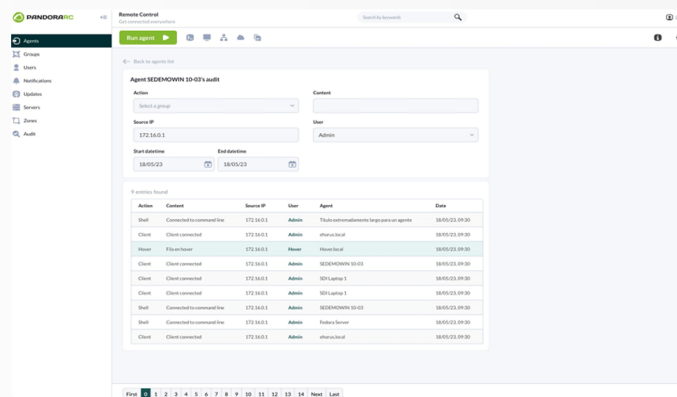 PANDORARC
Remote Control
Get connected everywhere.
Search by keywords
Run agent
Agents
Groups
Users
Notifications
Updates
Servers
Zones
Audit
Back to agents list
Agent SEDEMOWIN 10-03's audit
Action Content
Select a group
Source IP User
172.16.0.1 Admin
Start datetime End datetime
18/05/23 18/05/23
9 entries found
Action Content Source IP User Agent Date
Shell Connected to command line 172.16.0.1 Admin Título extremadamente largo para un agente 18/05/23, 09:30
Client Client connected 172.16.0.1 Admin eharus.local 18/05/23, 09:30
Hover Fila en hover 172.16.0.1 Hover Hover local 18/05/23, 09:30
Client Client connected 172.16.0.1 Admin SEDEMOWIN 10-03 18/05/23, 09:30
Client Client connected 172.16.0.1 Admin SDI Laptop 1 18/05/23, 09:30
Client Client connected 172.16.0.1 Admin SDI Laptop 1 18/05/23, 09:30
Shell Connected to command line 172.16.0.1 Admin SEDEMOWIN 10-03 18/05/23, 09:30
Shell Connected to command line 172.16.0.1 Admin Fedora Server 18/05/23, 09:30
Client Client connected 172.16.0.1 Admin eharus.local 18/05/23, 09:30
First 0 1 2 3 4 5 6 7 8 9 10 11 12 13 14 Next Last